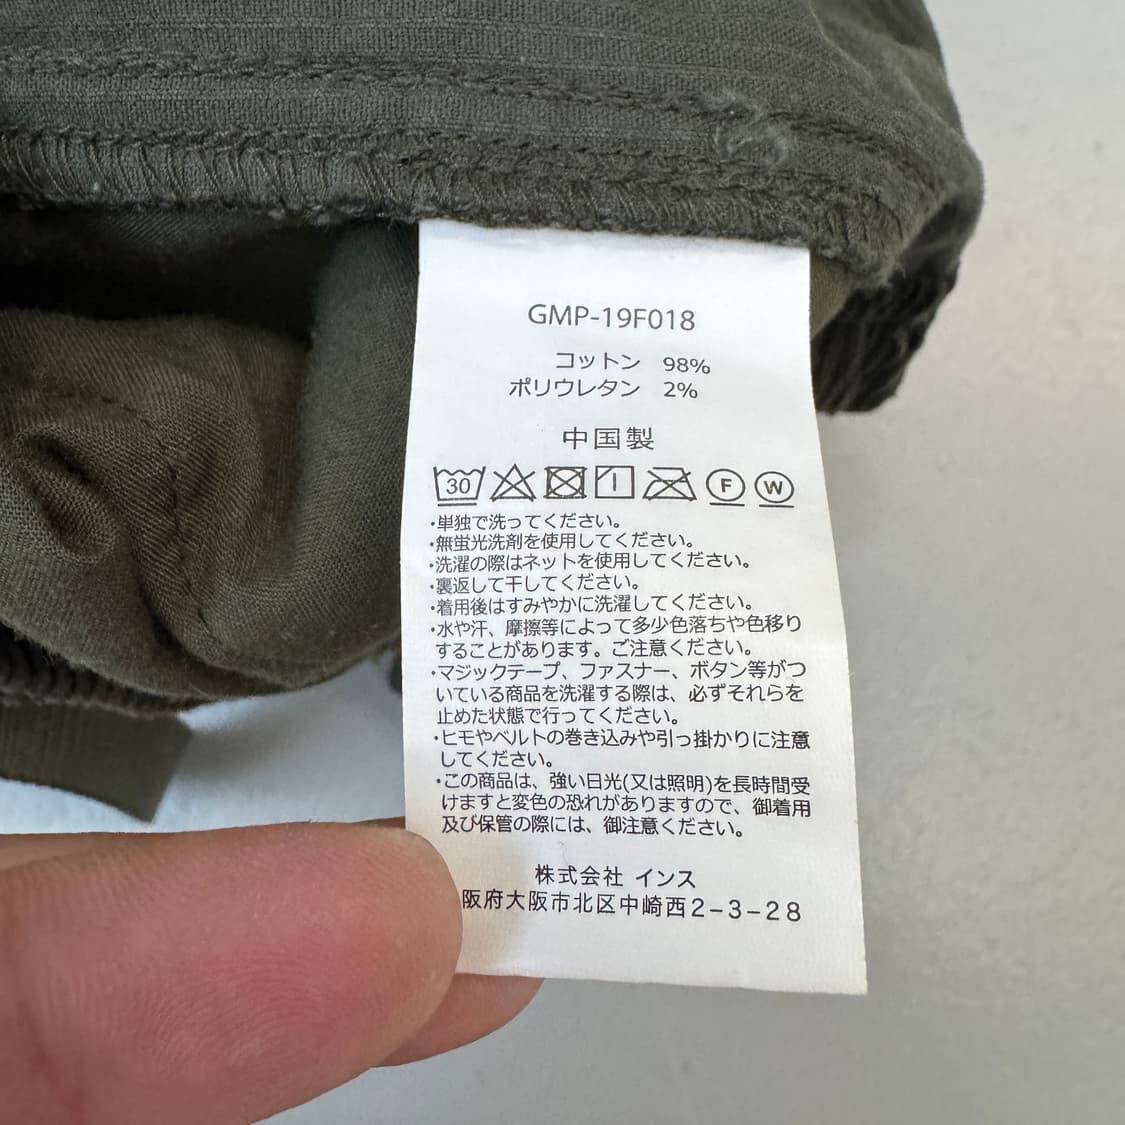 GMP-19F018
コットン 98%
ポリウレタン 2%
中国製
30 F W
・単独で洗ってください。
・無蛍光洗剤を使用してください。
・洗濯の際はネットを使用してください。
・裏返して干してください。
・着用後はすみやかに洗濯してください。
・水や汗、摩擦等によって多少色落ちや色移り
することがあります。ご注意ください。
・マジックテープ、ファスナー、ボタン等がつ
いている商品を洗濯する際は、必ずそれらを
止めた状態で行ってください。
・ヒモやベルトの巻き込みや引っ掛かりに注意
してください。
・この商品は、強い日光(又は照明)を長時間受
けますと変色の恐れがありますので、御着用
及び保管の際には、御注意ください。
株式会社 インス
阪府大阪市北区中崎西2-3-28